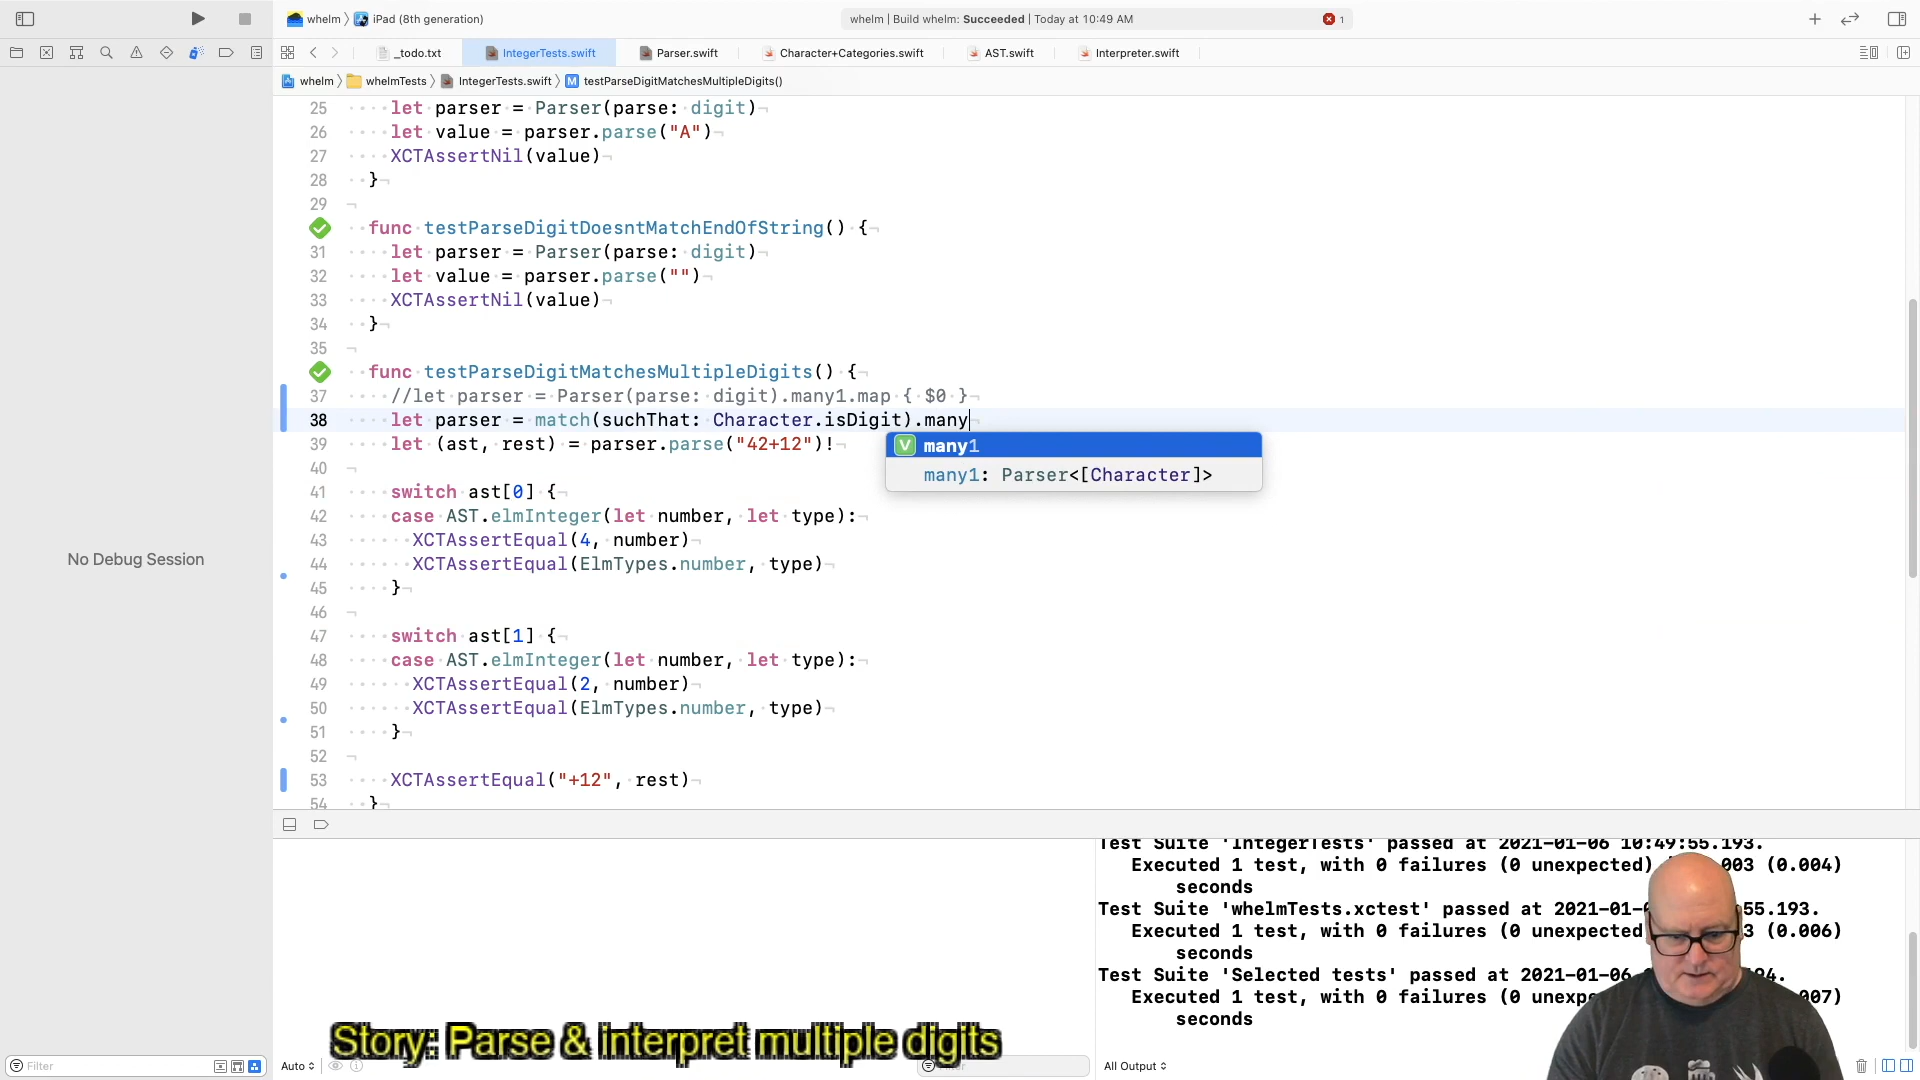 whelm
iPad (8th generation)
whelm | Build whelm: Succeeded | Today at 10:49 AM
1
_todo.txt
IntegerTests.swift
Parser.swift
Character+Categories.swift
AST.swift
Interpreter.swift
whelm
whelmTests
IntegerTests.swift
M testParseDigitMatchesMultipleDigits()
25 let parser = Parser(parse: digit)
26 let value = parser.parse("A")
27 XCTAssertNil(value)
28 }
29
func testParseDigitDoesntMatchEndOfString() {
31 let parser = Parser(parse: digit)
32 let value = parser.parse("")
33 XCTAssertNil(value)
34 }
35
func testParseDigitMatchesMultipleDigits() {
37 //let parser = Parser(parse: digit).many1.map { $0 }
38 let parser = match(suchThat: Character.isDigit).many
39 let (ast, rest) = parser.parse("42+12")!
V many1
many1: Parser<[Character]>
40
41 switch ast[0] {
42 case AST.elmInteger(let number, let type):
43 XCTAssertEqual(4, number)
44 XCTAssertEqual(ElmTypes.number, type)
45 }
46
47 switch ast[1] {
48 case AST.elmInteger(let number, let type):
49 XCTAssertEqual(2, number)
50 XCTAssertEqual(ElmTypes.number, type)
51 }
52
53 XCTAssertEqual("+12", rest)
54 }
No Debug Session
Test Suite 'IntegerTests' passed at 2021-01-06 10:49:55.193.
Executed 1 test, with 0 failures (0 unexpected) 003 (0.004)
seconds
Test Suite 'whelmTests.xctest' passed at 2021-01- 55.193.
Executed 1 test, with 0 failures (0 unexpected 3 (0.006)
seconds
Test Suite 'Selected tests' passed at 2021-01-06 94.
Executed 1 test, with 0 failures (0 unexpe 007)
seconds
Story: Parse & interpret multiple digits
Filter
Auto
All Output